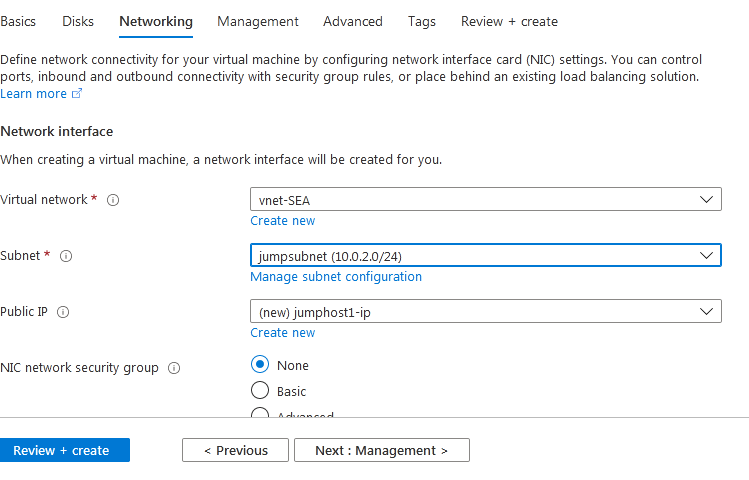 Basics Disks Networking Management Advanced Tags Review + create
Define network connectivity for your virtual machine by configuring network interface card (NIC) settings. You can control
ports, inbound and outbound connectivity with security group rules, or place behind an existing load balancing solution.
Learn more
Network interface
When creating a virtual machine, a network interface will be created for you.
Virtual network *
vnet-SEA
Create new
Subnet *
jumpsubnet (10.0.2.0/24)
Manage subnet configuration
Public IP
(new) jumphost1-ip
Create new
NIC network security group
None
Basic
Advanced
Review + create
< Previous
Next : Management >